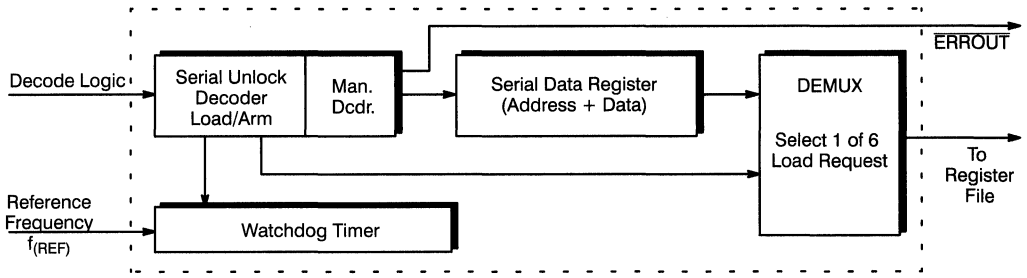 ERROUT
Decode Logic
Serial Unlock
Decoder
Load/Arm
Man.
Dcdr.
Serial Data Register
(Address + Data)
DEMUX
Select 1 of 6
Load Request
To
Register
File
Reference
Frequency
f(REF)
Watchdog Timer